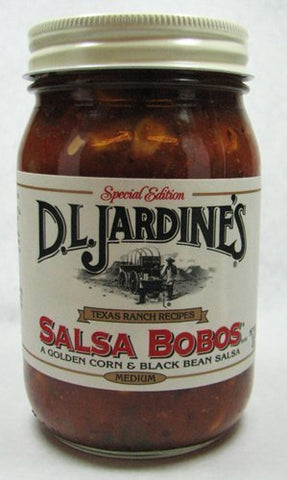 Special Edition
D.L. JARDINE'S
TEXAS RANCH RECIPES
SALSA BOBOS
A GOLDEN CORN & BLACK BEAN SALSA
MEDIUM